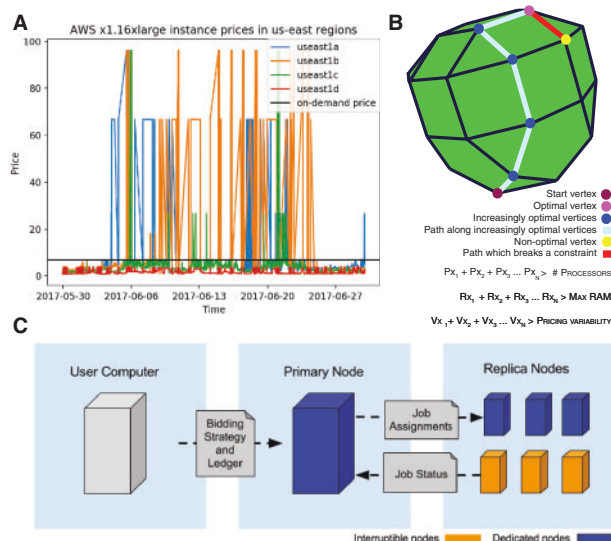 A
AWS x1.16xlarge instance prices in us-east regions
100
80
60
40
20
0
Price
useast1a
useast1b
useast1c
useast1d
on-demand price
2017-05-30 2017-06-06 2017-06-13 2017-06-20 2017-06-27
Time
B
Start vertex
Optimal vertex
Increasingly optimal vertices
Path along increasingly optimal vertices
Non-optimal vertex
Path which breaks a constraint
Px1 + Px2 + Px3 ... PxN > # Processors
Rx1 + Rx2 + Rx3 ... RxN > Max RAM
Vx1 + Vx2 + Vx3 ... VxN > Pricing variability
C
User Computer
Primary Node
Replica Nodes
Bidding
Strategy
and
Ledger
Job
Assignments
Job Status
Interruptible nodes
Dedicated nodes